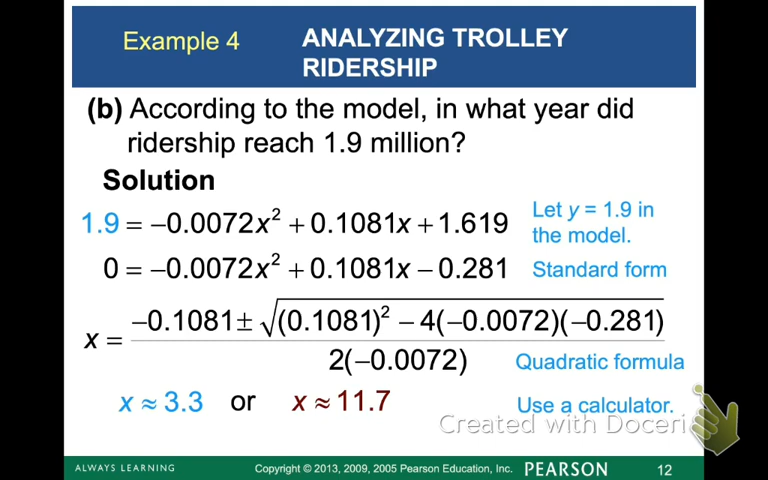 Example 4
ANALYZING TROLLEY
RIDERSHIP
(b) According to the model, in what year did
ridership reach 1.9 million?
Solution
1.9 = −0.0072x² + 0.1081x + 1.619
Let y = 1.9 in
the model.
0 = −0.0072x² + 0.1081x − 0.281
Standard form
x = (−0.1081 ± √((0.1081)² − 4(−0.0072)(−0.281))) / (2(−0.0072))
Quadratic formula
x ≈ 3.3 or x ≈ 11.7
Use a calculator.
Created with Doceri
ALWAYS LEARNING
Copyright © 2013, 2009, 2005 Pearson Education, Inc.
PEARSON
12